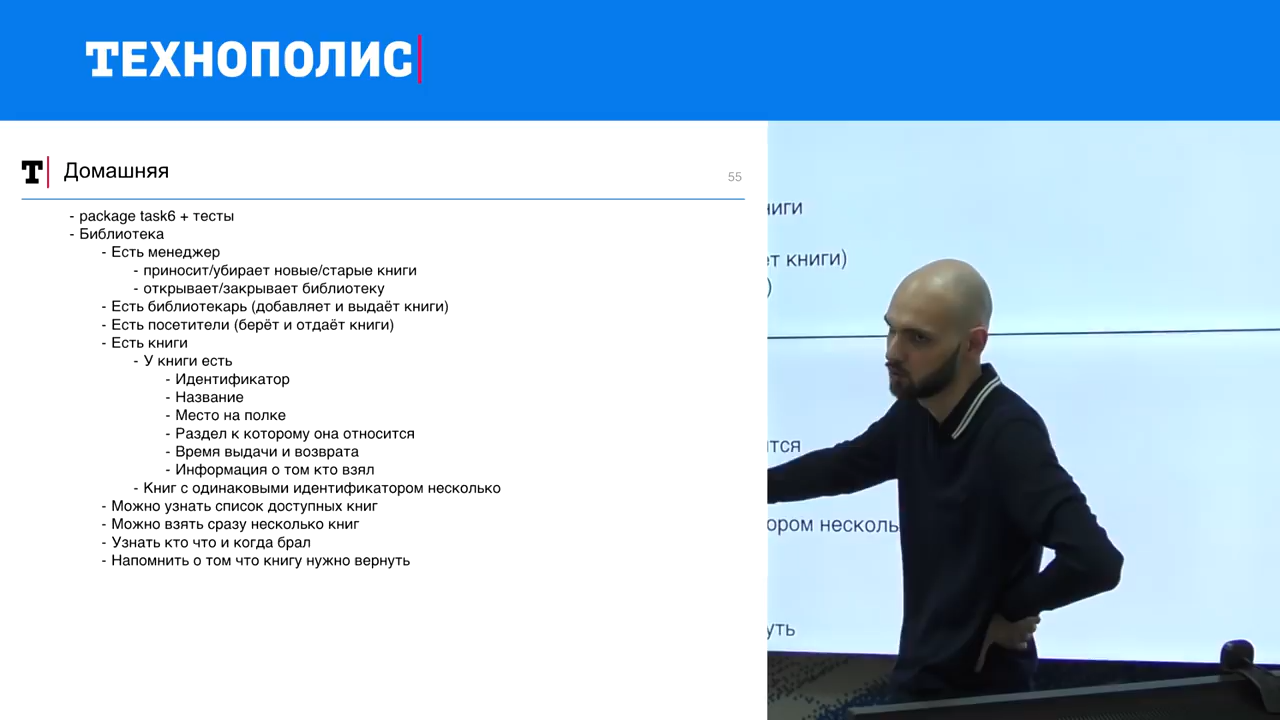 ТЕХНОПОЛИС
Т Домашняя
55
- package task6 + тесты
- Библиотека
- Есть менеджер
- приносит/убирает новые/старые книги
- открывает/закрывает библиотеку
- Есть библиотекарь (добавляет и выдаёт книги)
- Есть посетители (берёт и отдаёт книги)
- Есть книги
- У книги есть
- Идентификатор
- Название
- Место на полке
- Раздел к которому она относится
- Время выдачи и возврата
- Информация о том кто взял
- Книг с одинаковыми идентификатором несколько
- Можно узнать список доступных книг
- Можно взять сразу несколько книг
- Узнать кто что и когда брал
- Напомнить о том что книгу нужно вернуть
ниги
ет книги)
)
ится
ором несколь
уть